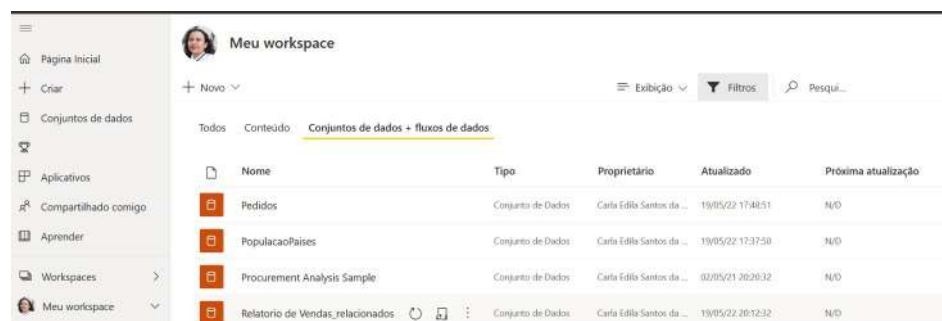 Meu workspace
Página Inicial
Criar
Conjuntos de dados
Aplicativos
Compartilhado comigo
Aprender
Workspaces
Meu workspace
Novo
Exibição
Filtros
Pesqui...
Todos Conteúdo Conjuntos de dados + fluxos de dados
Nome Tipo Proprietário Atualizado Próxima atualização
Pedidos Conjunto de Dados Carla Edila Santos da ... 19/05/22 17:48:51 N/D
PopulacaoPaises Conjunto de Dados Carla Edila Santos da ... 19/05/22 17:37:50 N/D
Procurement Analysis Sample Conjunto de Dados Carla Edila Santos da ... 02/05/21 20:20:32 N/D
Relatorio de Vendas_relacionados Conjunto de Dados Carla Edila Santos da ... 19/05/22 20:12:32 N/D